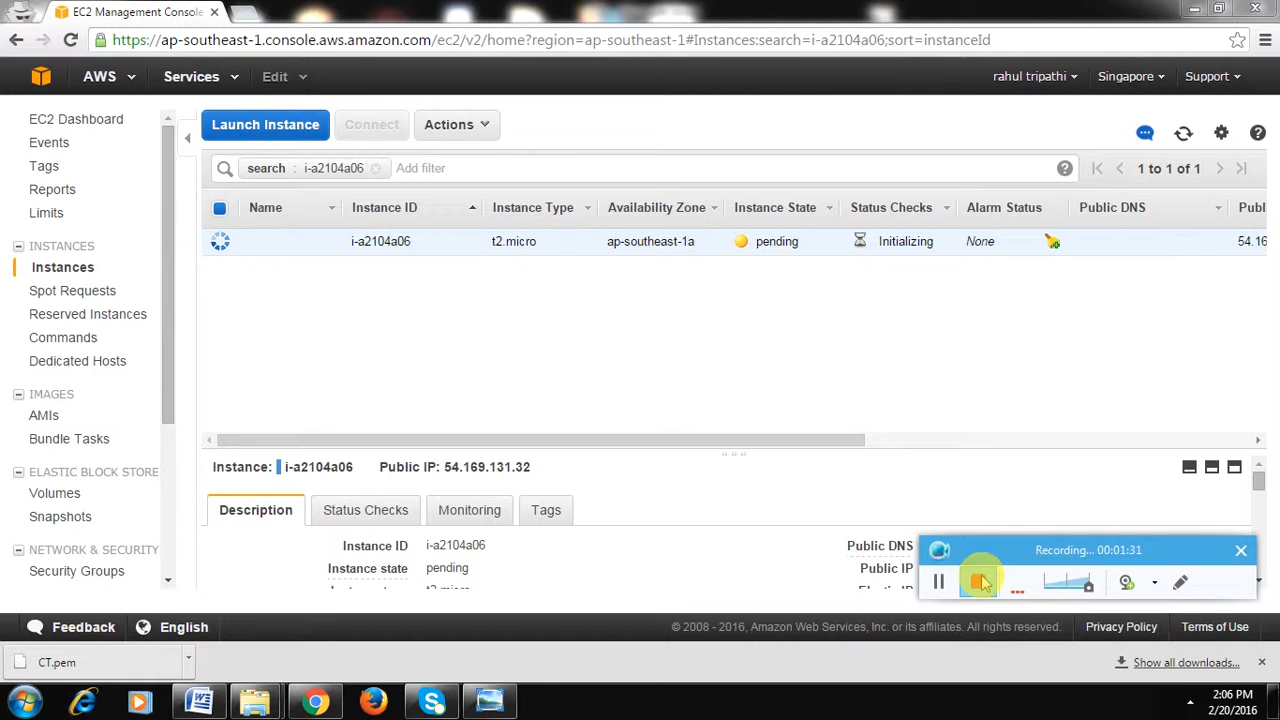 EC2 Management Console
https://ap-southeast-1.console.aws.amazon.com/ec2/v2/home?region=ap-southeast-1#Instances:search=i-a2104a06;sort=instanceId
AWS Services Edit rahul tripathi Singapore Support
EC2 Dashboard
Events
Tags
Reports
Limits
INSTANCES
Instances
Spot Requests
Reserved Instances
Commands
Dedicated Hosts
IMAGES
AMIs
Bundle Tasks
ELASTIC BLOCK STORE
Volumes
Snapshots
NETWORK & SECURITY
Security Groups
Launch Instance Connect Actions
search : i-a2104a06 Add filter 1 to 1 of 1
Name Instance ID Instance Type Availability Zone Instance State Status Checks Alarm Status Public DNS Publ
i-a2104a06 t2.micro ap-southeast-1a pending Initializing None 54.16
Instance: i-a2104a06 Public IP: 54.169.131.32
Description Status Checks Monitoring Tags
Instance ID i-a2104a06 Public DNS
Instance state pending Public IP
Recording... 00:01:31
Feedback English © 2008 - 2016, Amazon Web Services, Inc. or its affiliates. All rights reserved. Privacy Policy Terms of Use
CT.pem Show all downloads...
2:06 PM
2/20/2016